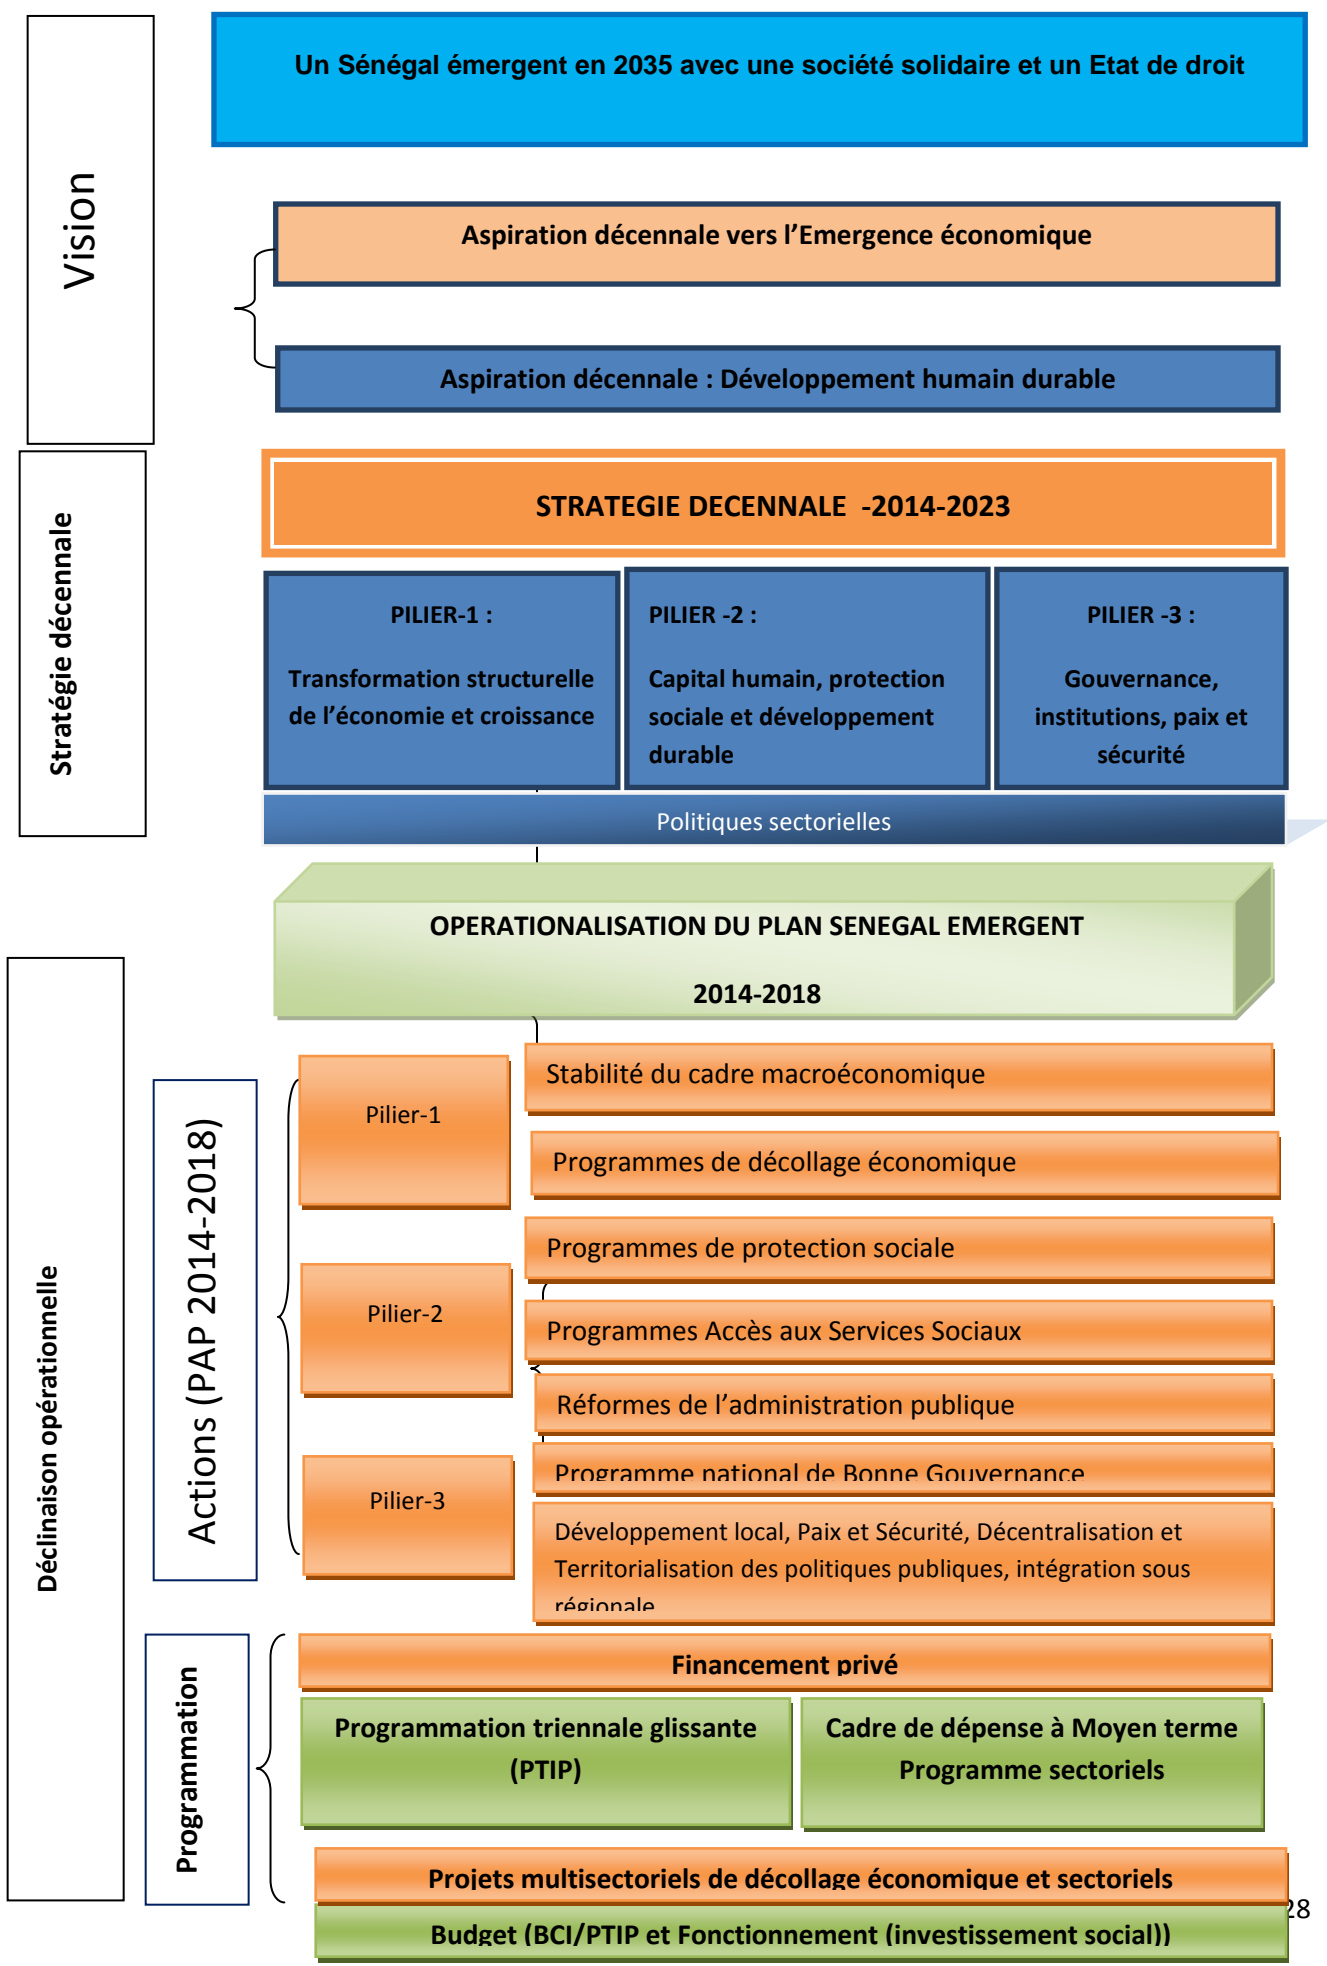 Vision
Un Sénégal émergent en 2035 avec une société solidaire et un Etat de droit
Aspiration décennale vers l’Emergence économique
Aspiration décennale : Développement humain durable
Stratégie décennale
STRATEGIE DECENNALE -2014-2023
PILIER-1 :
Transformation structurelle
de l’économie et croissance
PILIER -2 :
Capital humain, protection
sociale et développement
durable
PILIER -3 :
Gouvernance,
institutions, paix et
sécurité
Politiques sectorielles
OPERATIONALISATION DU PLAN SENEGAL EMERGENT
2014-2018
Déclinaison opérationnelle
Actions (PAP 2014-2018)
Pilier-1
Stabilité du cadre macroéconomique
Programmes de décollage économique
Pilier-2
Programmes de protection sociale
Programmes Accès aux Services Sociaux
Pilier-3
Réformes de l’administration publique
Programme national de Bonne Gouvernance
Développement local, Paix et Sécurité, Décentralisation et
Territorialisation des politiques publiques, intégration sous
régionale
Programmation
Financement privé
Programmation triennale glissante
(PTIP)
Cadre de dépense à Moyen terme
Programme sectoriels
Projets multisectoriels de décollage économique et sectoriels
Budget (BCI/PTIP et Fonctionnement (investissement social))
28